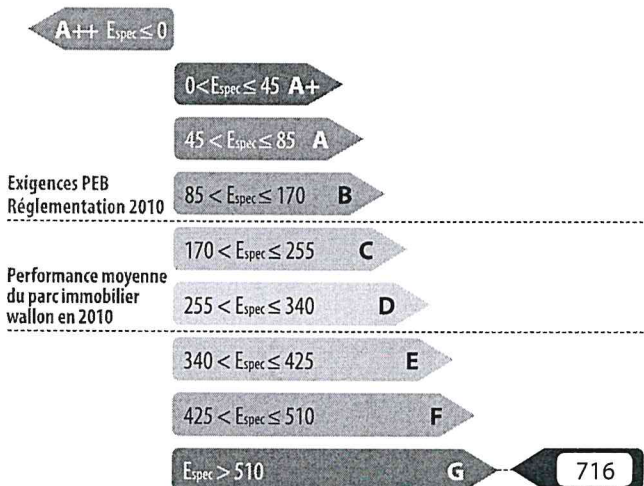 A++ Espec ≤ 0
0 < Espec ≤ 45 A+
45 < Espec ≤ 85 A
Exigences PEB
Réglementation 2010
85 < Espec ≤ 170 B
170 < Espec ≤ 255 C
Performance moyenne
du parc immobilier
wallon en 2010
255 < Espec ≤ 340 D
340 < Espec ≤ 425 E
425 < Espec ≤ 510 F
Espec > 510 G 716